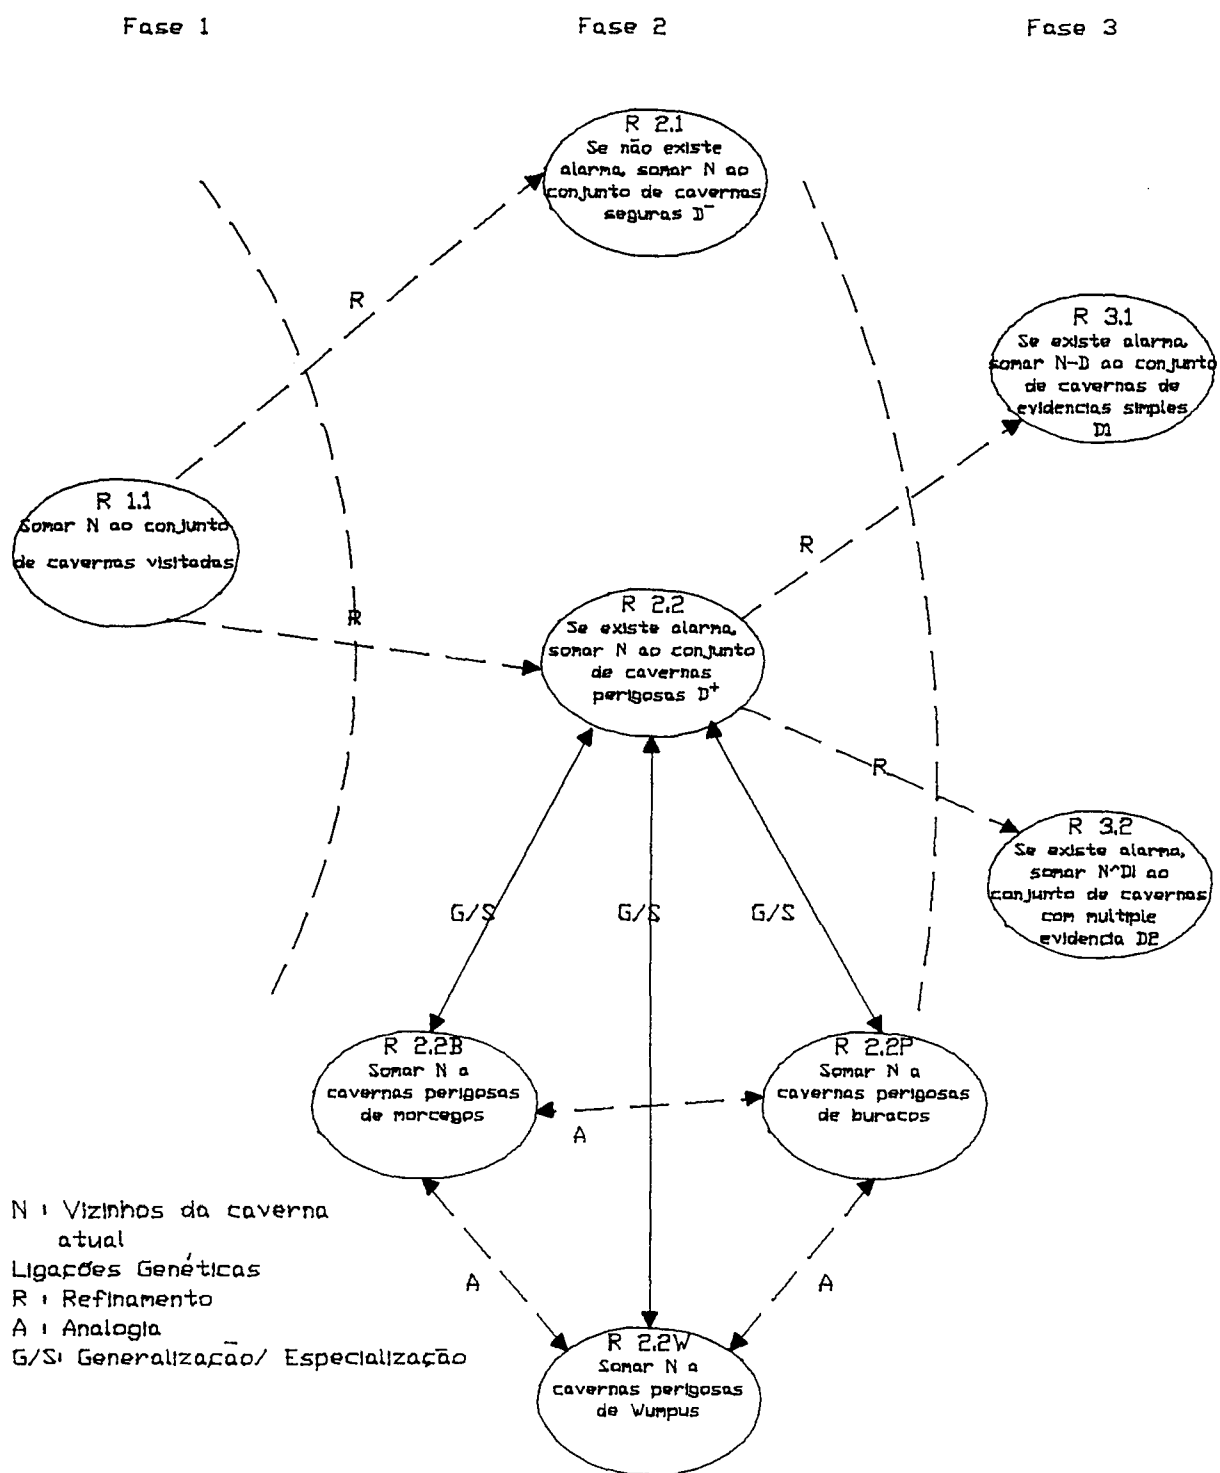 Fase 1
Fase 2
Fase 3
R 2.1
Se não existe
alarma, somar N ao
conjunto de cavernas
seguras D⁻
R
R 3.1
Se existe alarma,
somar N-D ao conjunto
de cavernas de
evidencias simples
D1
R 1.1
Somar N ao conjunto
de cavernas visitadas
R
R
R 2.2
Se existe alarma,
somar N ao conjunto
de cavernas
perigosas D⁺
R
R 3.2
Se existe alarma,
somar N^D1 ao
conjunto de cavernas
com multiple
evidencia D2
G/S
G/S
G/S
R 2.2B
Somar N a
cavernas perigosas
de morcegos
R 2.2P
Somar N a
cavernas perigosas
de buracos
A
A
A
R 2.2W
Somar N a
cavernas perigosas
de Wumpus
N : Vizinhos da caverna
atual
Ligações Genéticas
R : Refinamento
A : Analogia
G/S: Generalização/ Especialização